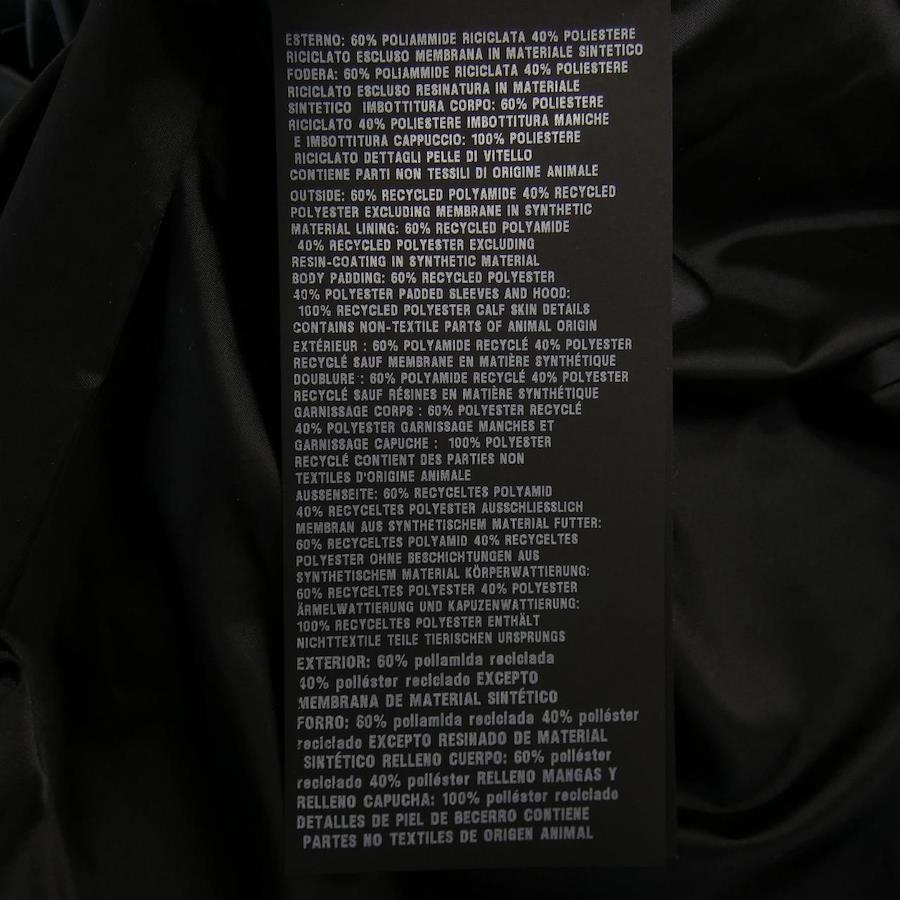 ESTERNO: 60% POLIAMMIDE RICICLATA 40% POLIESTERE
RICICLATO ESCLUSO MEMBRANA IN MATERIALE SINTETICO
FODERA: 60% POLIAMMIDE RICICLATA 40% POLIESTERE
RICICLATO ESCLUSO RESINATURA IN MATERIALE
SINTETICO IMBOTTITURA CORPO: 60% POLIESTERE
RICICLATO 40% POLIESTERE IMBOTTITURA MANICHE
E IMBOTTITURA CAPPUCCIO: 100% POLIESTERE
RICICLATO DETTAGLI PELLE DI VITELLO
CONTIENE PARTI NON TESSILI DI ORIGINE ANIMALE
OUTSIDE: 60% RECYCLED POLYAMIDE 40% RECYCLED
POLYESTER EXCLUDING MEMBRANE IN SYNTHETIC
MATERIAL LINING: 60% RECYCLED POLYAMIDE
40% RECYCLED POLYESTER EXCLUDING
RESIN-COATING IN SYNTHETIC MATERIAL
BODY PADDING: 60% RECYCLED POLYESTER
40% POLYESTER PADDED SLEEVES AND HOOD:
100% RECYCLED POLYESTER CALF SKIN DETAILS
CONTAINS NON-TEXTILE PARTS OF ANIMAL ORIGIN
EXTÉRIEUR : 60% POLYAMIDE RECYCLÉ 40% POLYESTER
RECYCLÉ SAUF MEMBRANE EN MATIÈRE SYNTHÉTIQUE
DOUBLURE : 60% POLYAMIDE RECYCLÉ 40% POLYESTER
RECYCLÉ SAUF RÉSINES EN MATIÈRE SYNTHÉTIQUE
GARNISSAGE CORPS : 60% POLYESTER RECYCLÉ
40% POLYESTER GARNISSAGE MANCHES ET
GARNISSAGE CAPUCHE : 100% POLYESTER
RECYCLÉ CONTIENT DES PARTIES NON
TEXTILES D'ORIGINE ANIMALE
AUSSENSEITE: 60% RECYCELTES POLYAMID
40% RECYCELTES POLYESTER AUSSCHLIESSLICH
MEMBRAN AUS SYNTHETISCHEM MATERIAL FUTTER:
60% RECYCELTES POLYAMID 40% RECYCELTES
POLYESTER OHNE BESCHICHTUNGEN AUS
SYNTHETISCHEM MATERIAL KÖRPERWATTIERUNG:
60% RECYCELTES POLYESTER 40% POLYESTER
ÄRMELWATTIERUNG UND KAPUZENWATTIERUNG:
100% RECYCELTES POLYESTER ENTHÄLT
NICHTTEXTILE TEILE TIERISCHEN URSPRUNGS
EXTERIOR: 60% poliamida reciclada
40% poliéster reciclado EXCEPTO
MEMBRANA DE MATERIAL SINTÉTICO
FORRO: 60% poliamida reciclada 40% poliéster
reciclado EXCEPTO RESINADO DE MATERIAL
SINTÉTICO RELLENO CUERPO: 60% poliéster
reciclado 40% poliéster RELLENO MANGAS Y
RELLENO CAPUCHA: 100% poliéster reciclado
DETALLES DE PIEL DE BECERRO CONTIENE
PARTES NO TEXTILES DE ORIGEN ANIMAL